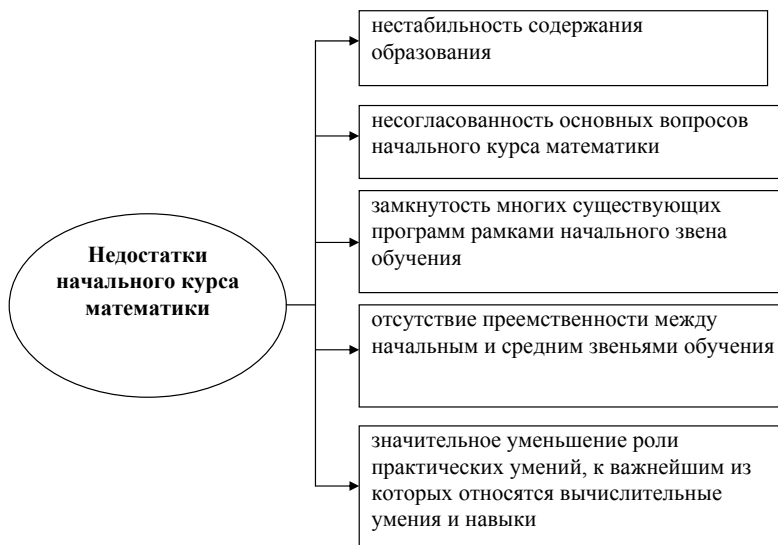 нестабильность содержания
образования
несогласованность основных вопросов
начального курса математики
замкнутость многих существующих
программ рамками начального звена
обучения
Недостатки
начального курса
математики
отсутствие преемственности между
начальным и средним звеньями обучения
значительное уменьшение роли
практических умений, к важнейшим из
которых относятся вычислительные
умения и навыки